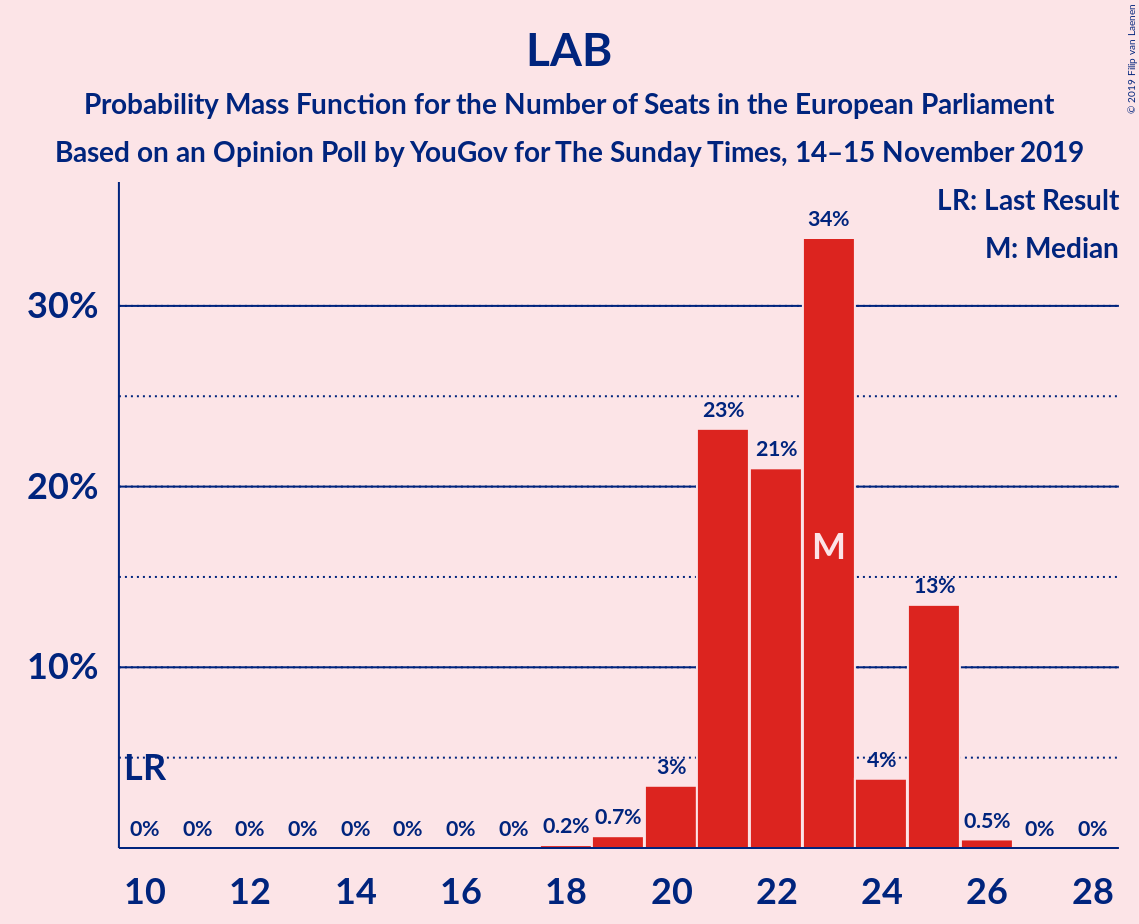 LAB
Probability Mass Function for the Number of Seats in the European Parliament
Based on an Opinion Poll by YouGov for The Sunday Times, 14–15 November 2019
© 2019 Filip van Laenen
LR: Last Result
M: Median
34%
30%
23%
21%
20%
M
13%
10%
LR
3%
4%
0% 0% 0% 0% 0% 0% 0% 0% 0.2% 0.7% 0.5% 0% 0%
10 12 14 16 18 20 22 24 26 28